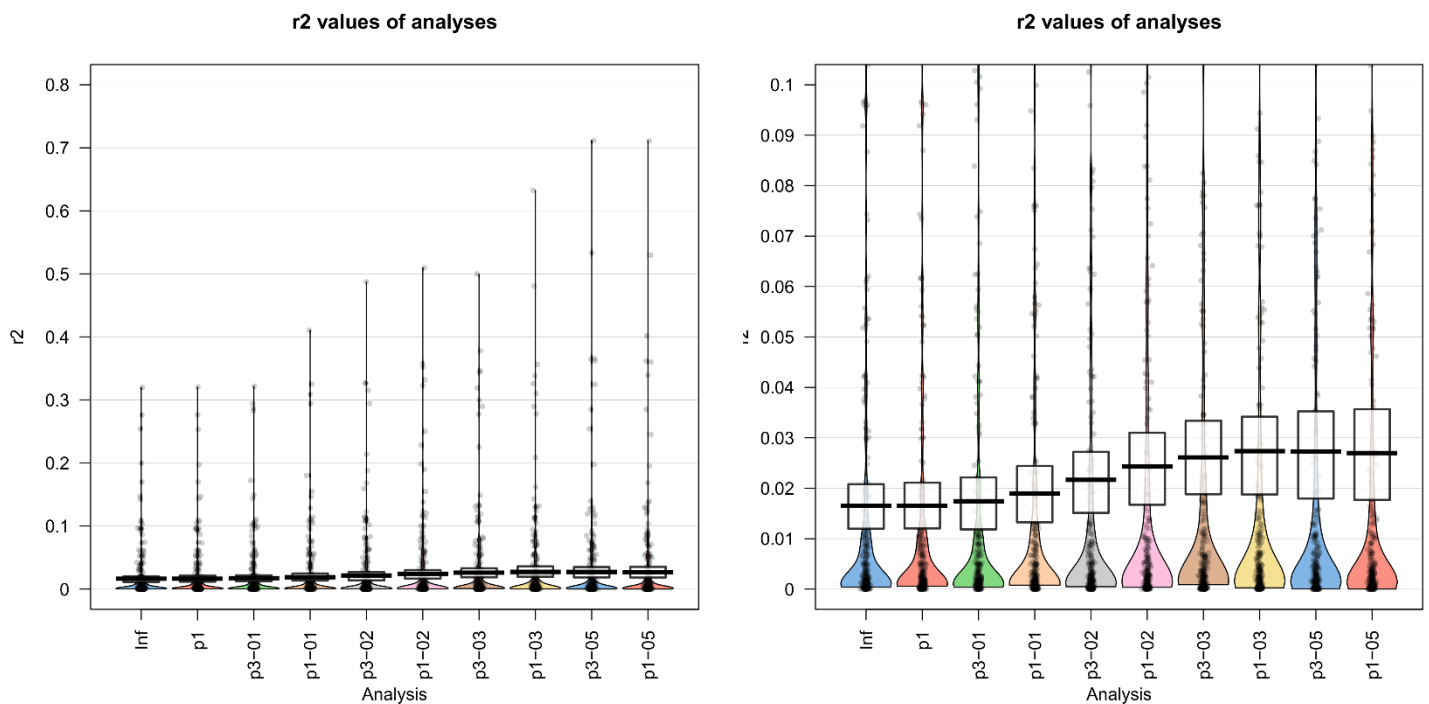 r2 values of analyses
0.8
0.7
0.6
0.5
0.4
0.3
0.2
0.1
0
r2
Inf
p1
p3−01
p1−01
p3−02
p1−02
p3−03
p1−03
p3−05
p1−05
Analysis
r2 values of analyses
0.1
0.09
0.08
0.07
0.06
0.05
0.04
0.03
0.02
0.01
0
r2
Inf
p1
p3−01
p1−01
p3−02
p1−02
p3−03
p1−03
p3−05
p1−05
Analysis